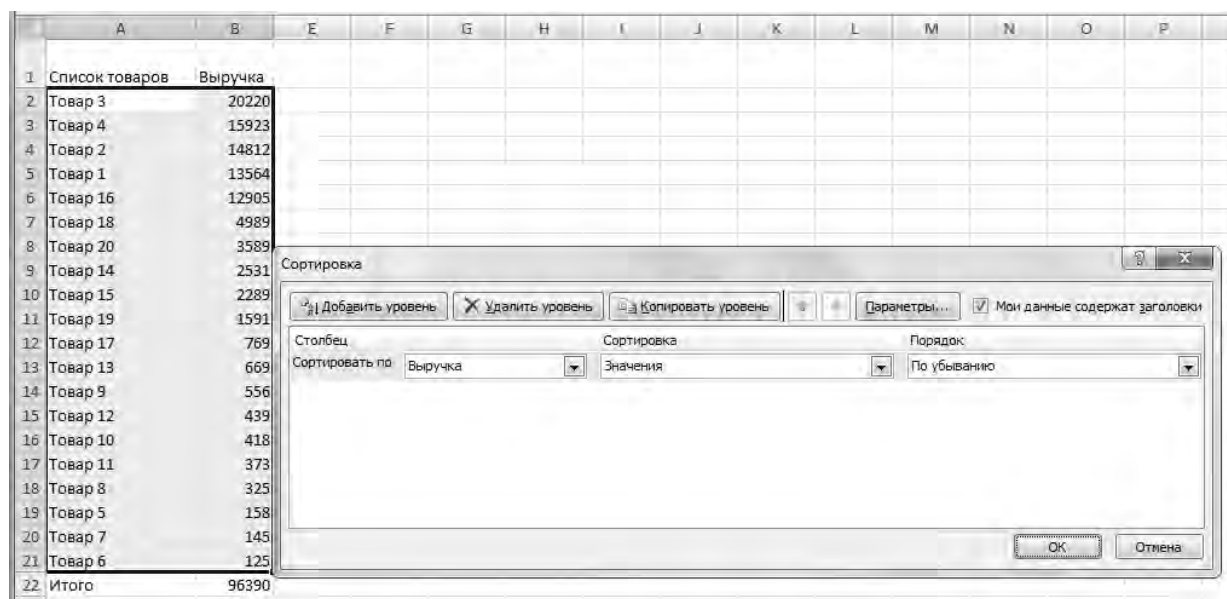 A B E F G H I J K L M N O P
1 Список товаров Выручка
2 Товар 3 20220
3 Товар 4 15923
4 Товар 2 14812
5 Товар 1 13564
6 Товар 16 12905
7 Товар 18 4989
8 Товар 20 3589
9 Товар 14 2531
10 Товар 15 2289
11 Товар 19 1591
12 Товар 17 769
13 Товар 13 669
14 Товар 9 556
15 Товар 12 439
16 Товар 10 418
17 Товар 11 373
18 Товар 8 325
19 Товар 5 158
20 Товар 7 145
21 Товар 6 125
22 Итого 96390
Сортировка
Добавить уровень Удалить уровень Копировать уровень Параметры... Мои данные содержат заголовки
Столбец Сортировка Порядок
Сортировать по Выручка Значения По убыванию
ОК Отмена